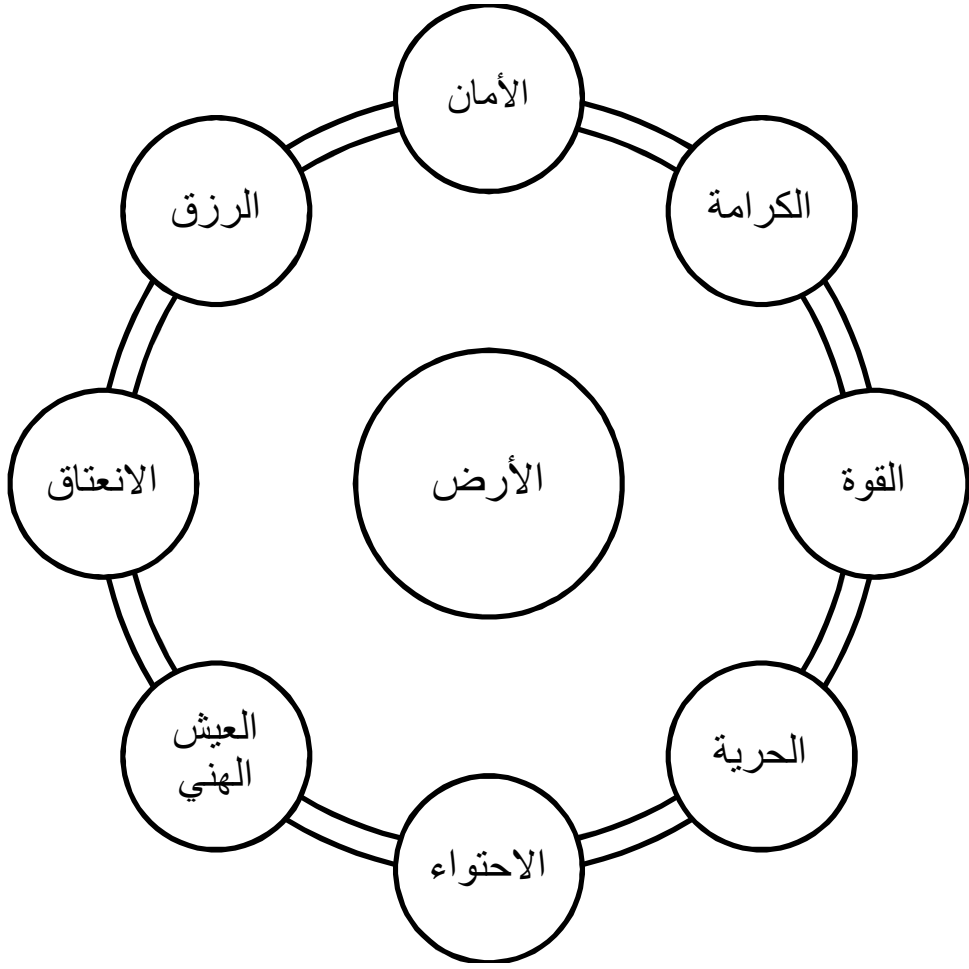 الأمان
الكرامة
القوة
الحرية
الاحتواء
العيش
الهني
الانعتاق
الرزق
الأرض